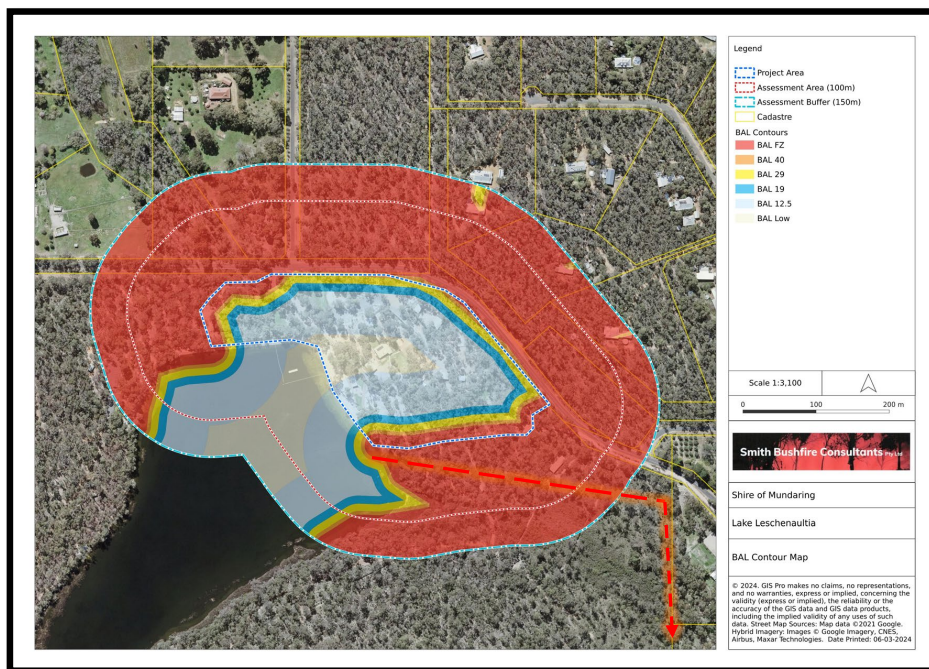 Legend
Project Area
Assessment Area (100m)
Assessment Buffer (150m)
Cadastre
BAL Contours
BAL FZ
BAL 40
BAL 29
BAL 19
BAL 12.5
BAL Low
Scale 1:3,100
0 100 200 m
Smith Bushfire Consultants Pty Ltd
Shire of Mundaring
Lake Leschenaultia
BAL Contour Map
© 2024. GIS Pro makes no claims, no representations,
and no warranties, express or implied, concerning the
validity (express or implied), the reliability or the
accuracy of the GIS data and GIS data products,
including the implied validity of any uses of such
data. Street Map Sources: Map data ©2021 Google.
Hybrid Imagery: Images © Google Imagery, CNES,
Airbus, Maxar Technologies. Date Printed: 06-03-2024